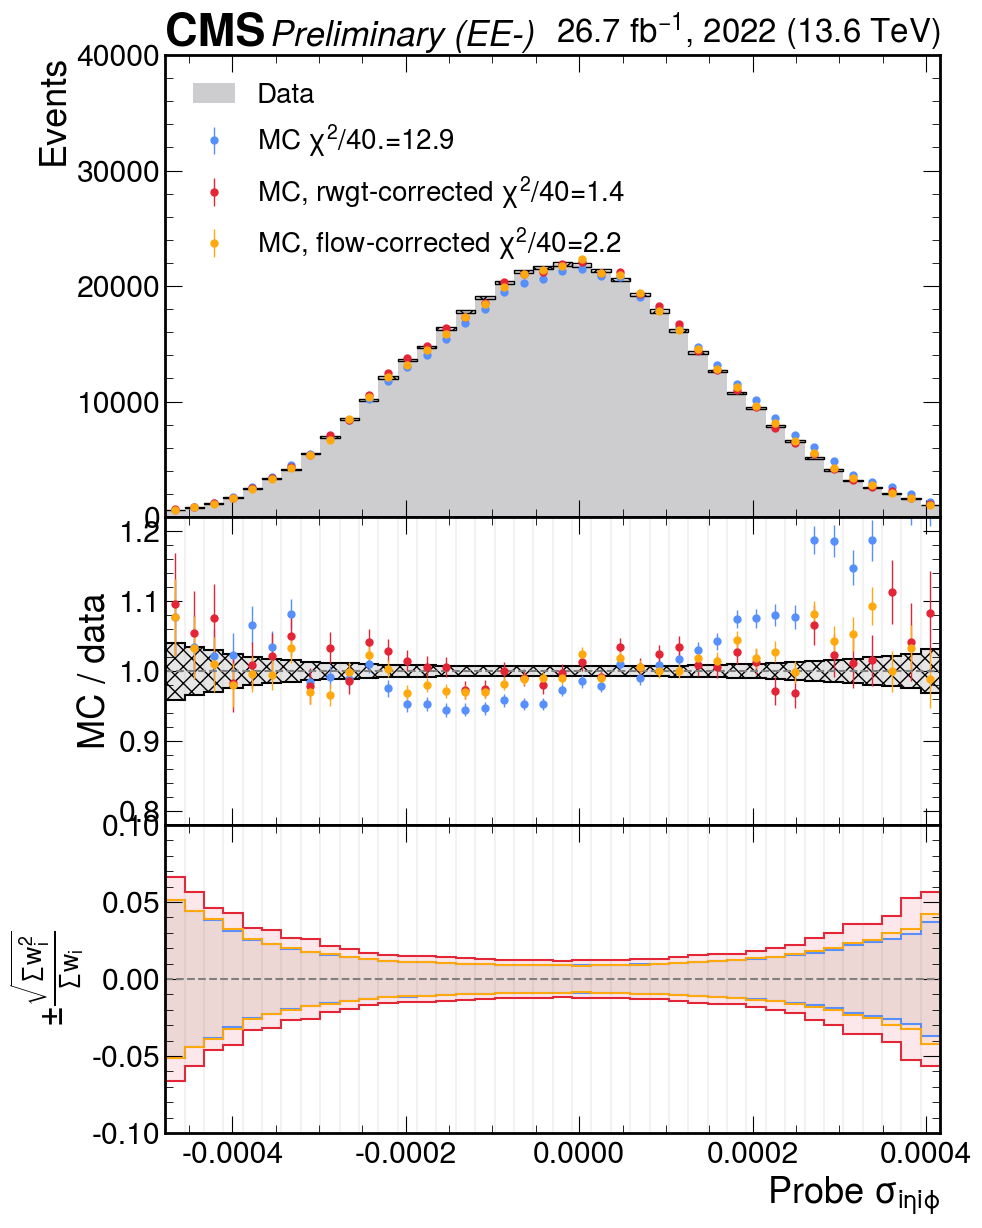 CMS Preliminary (EE-) 26.7 fb⁻¹, 2022 (13.6 TeV)
Events
40000
30000
20000
10000
0
Data
MC χ²/40.=12.9
MC, rwgt-corrected χ²/40=1.4
MC, flow-corrected χ²/40=2.2
MC / data
1.2
1.1
1.0
0.9
0.8
± √Σwᵢ² / Σwᵢ
0.10
0.05
0.00
-0.05
-0.10
-0.0004 -0.0002 0.0000 0.0002 0.0004
Probe σiηiϕ